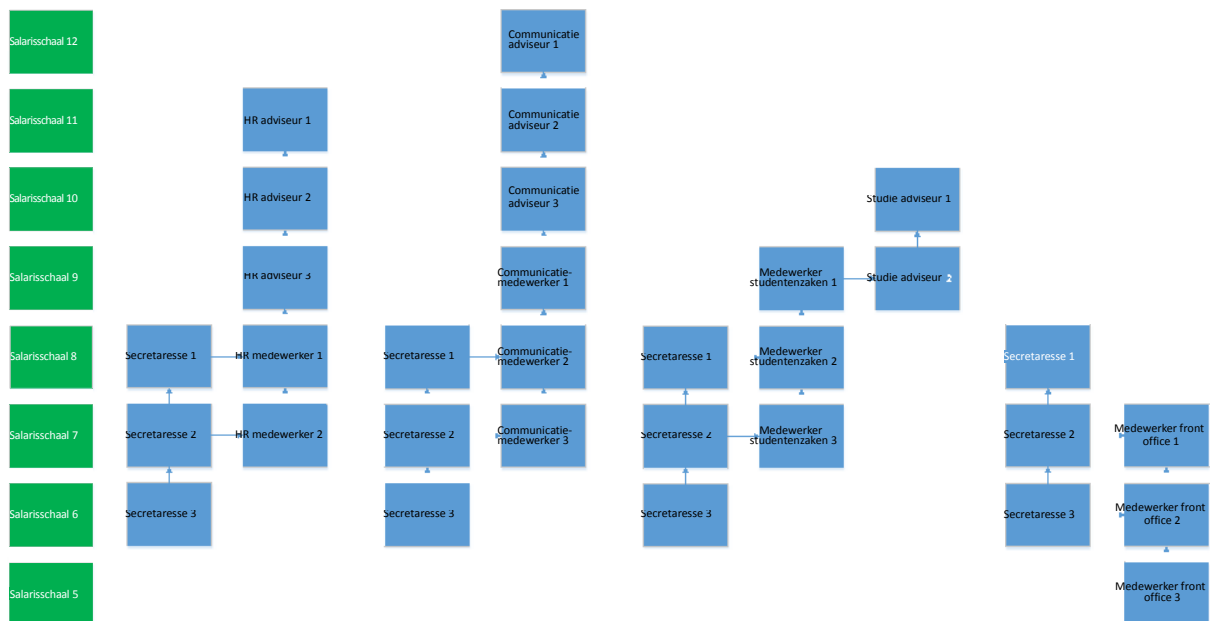 Salarisschaal 12
Communicatie
adviseur 1
Salarisschaal 11
HR adviseur 1
Communicatie
adviseur 2
Salarisschaal 10
HR adviseur 2
Communicatie
adviseur 3
Studie adviseur 1
Salarisschaal 9
HR adviseur 3
Communicatie-
medewerker 1
Medewerker
studentenzaken 1
Studie adviseur 2
Salarisschaal 8
Secretaresse 1
HR medewerker 1
Secretaresse 1
Communicatie-
medewerker 2
Secretaresse 1
Medewerker
studentenzaken 2
Secretaresse 1
Salarisschaal 7
Secretaresse 2
HR medewerker 2
Secretaresse 2
Communicatie-
medewerker 3
Secretaresse 2
Medewerker
studentenzaken 3
Secretaresse 2
Medewerker front
office 1
Salarisschaal 6
Secretaresse 3
Secretaresse 3
Secretaresse 3
Secretaresse 3
Medewerker front
office 2
Salarisschaal 5
Medewerker front
office 3